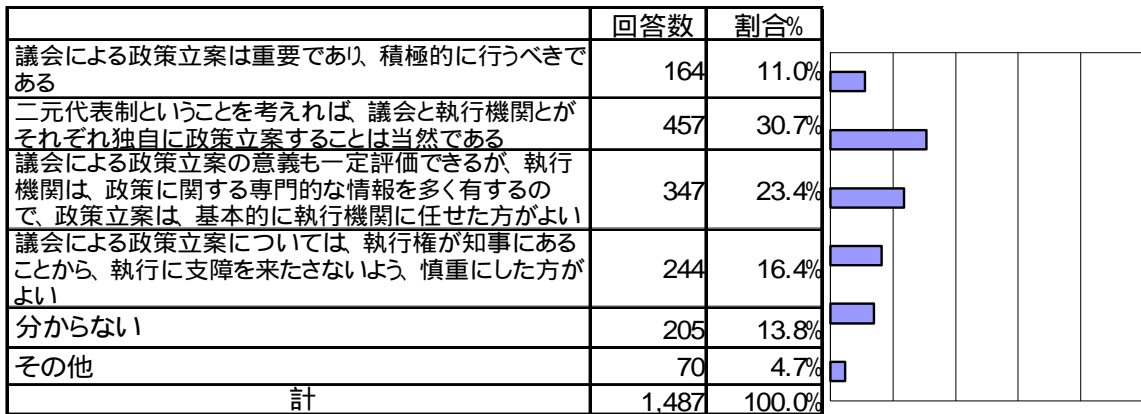 回答数 割合%
議会による政策立案は重要であり、積極的に行うべきで
ある
164 11.0%
二元代表制ということを考えれば、議会と執行機関とが
それぞれ独自に政策立案することは当然である
457 30.7%
議会による政策立案の意義も一定評価できるが、執行
機関は、政策に関する専門的な情報を多く有するの
で、政策立案は、基本的に執行機関に任せた方がよい
347 23.4%
議会による政策立案については、執行権が知事にある
ことから、執行に支障を来たさないよう、慎重にした方が
よい
244 16.4%
分からない 205 13.8%
その他 70 4.7%
計 1,487 100.0%